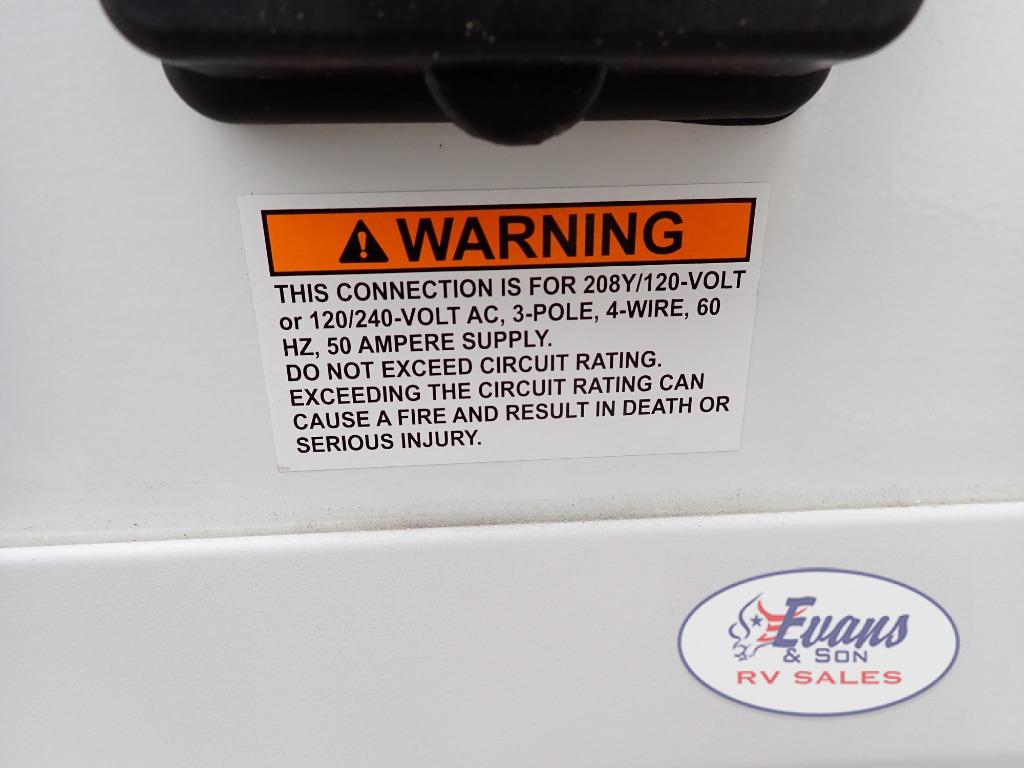 WARNING
THIS CONNECTION IS FOR 208Y/120-VOLT
or 120/240-VOLT AC, 3-POLE, 4-WIRE, 60
HZ, 50 AMPERE SUPPLY.
DO NOT EXCEED CIRCUIT RATING.
EXCEEDING THE CIRCUIT RATING CAN
CAUSE A FIRE AND RESULT IN DEATH OR
SERIOUS INJURY.
Evans
& SON
RV SALES